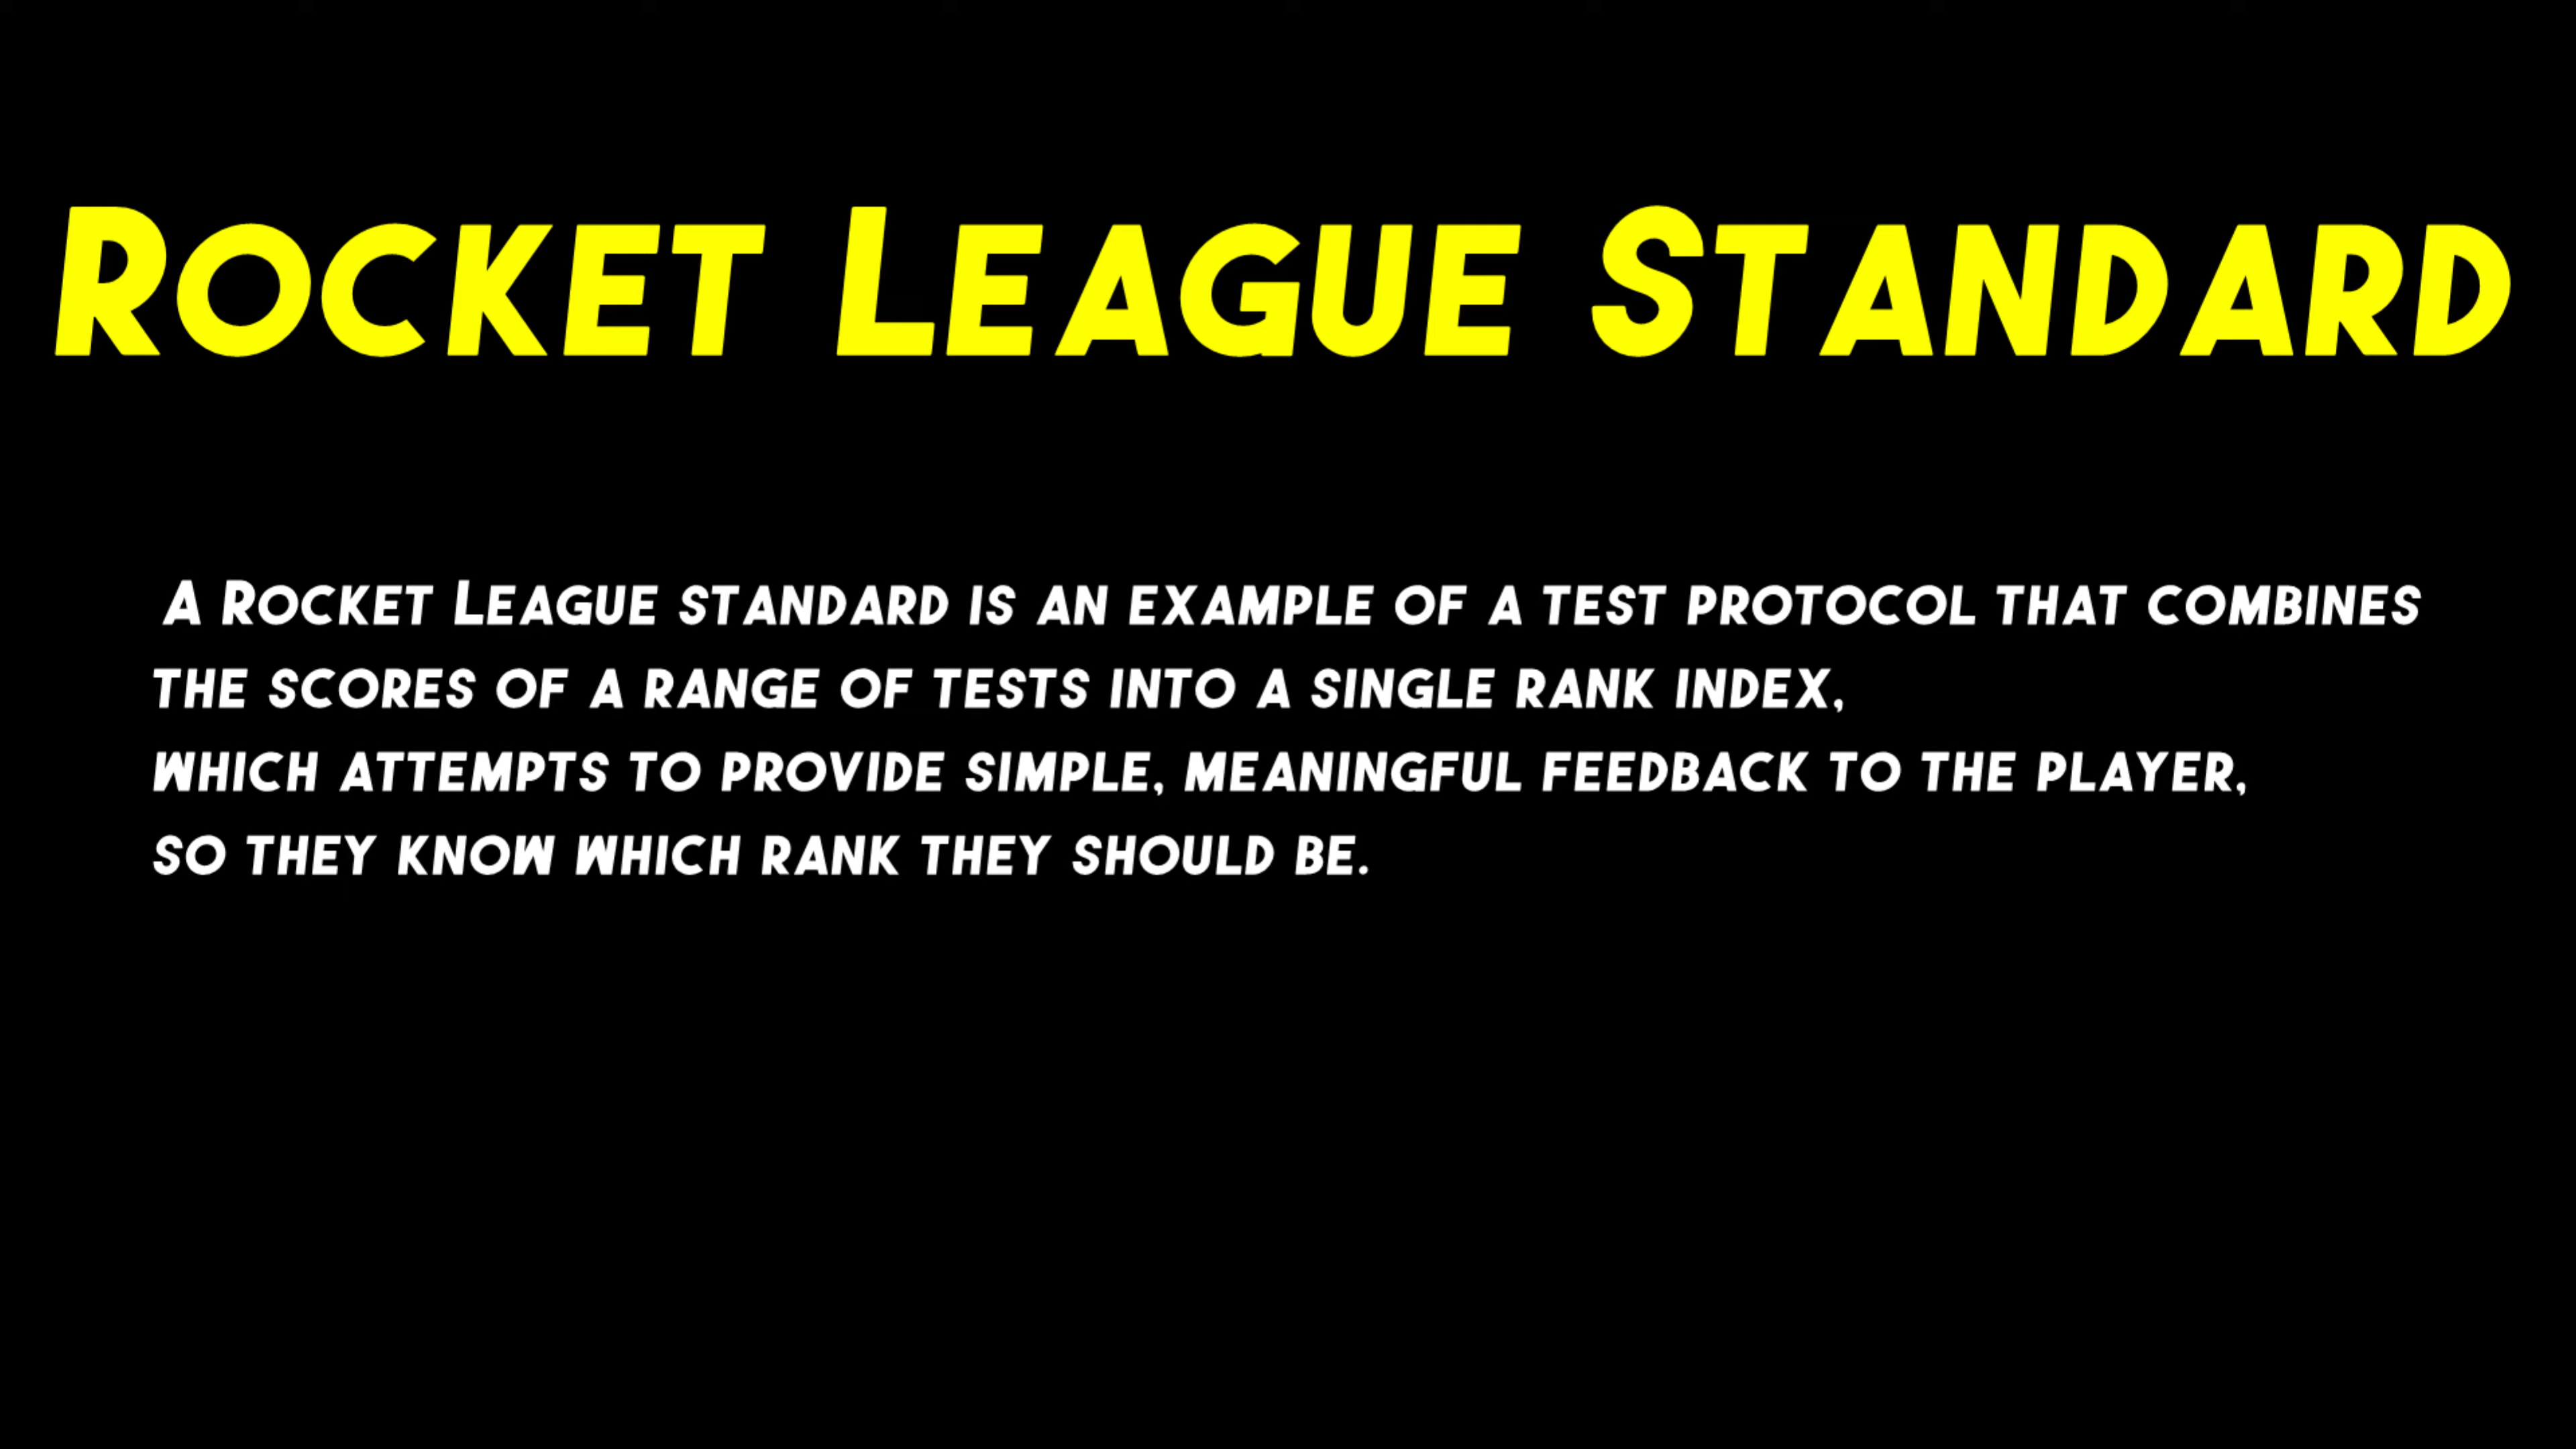 Rocket League Standard
A Rocket League standard is an example of a test protocol that combines
the scores of a range of tests into a single rank index,
which attempts to provide simple, meaningful feedback to the player,
so they know which rank they should be.